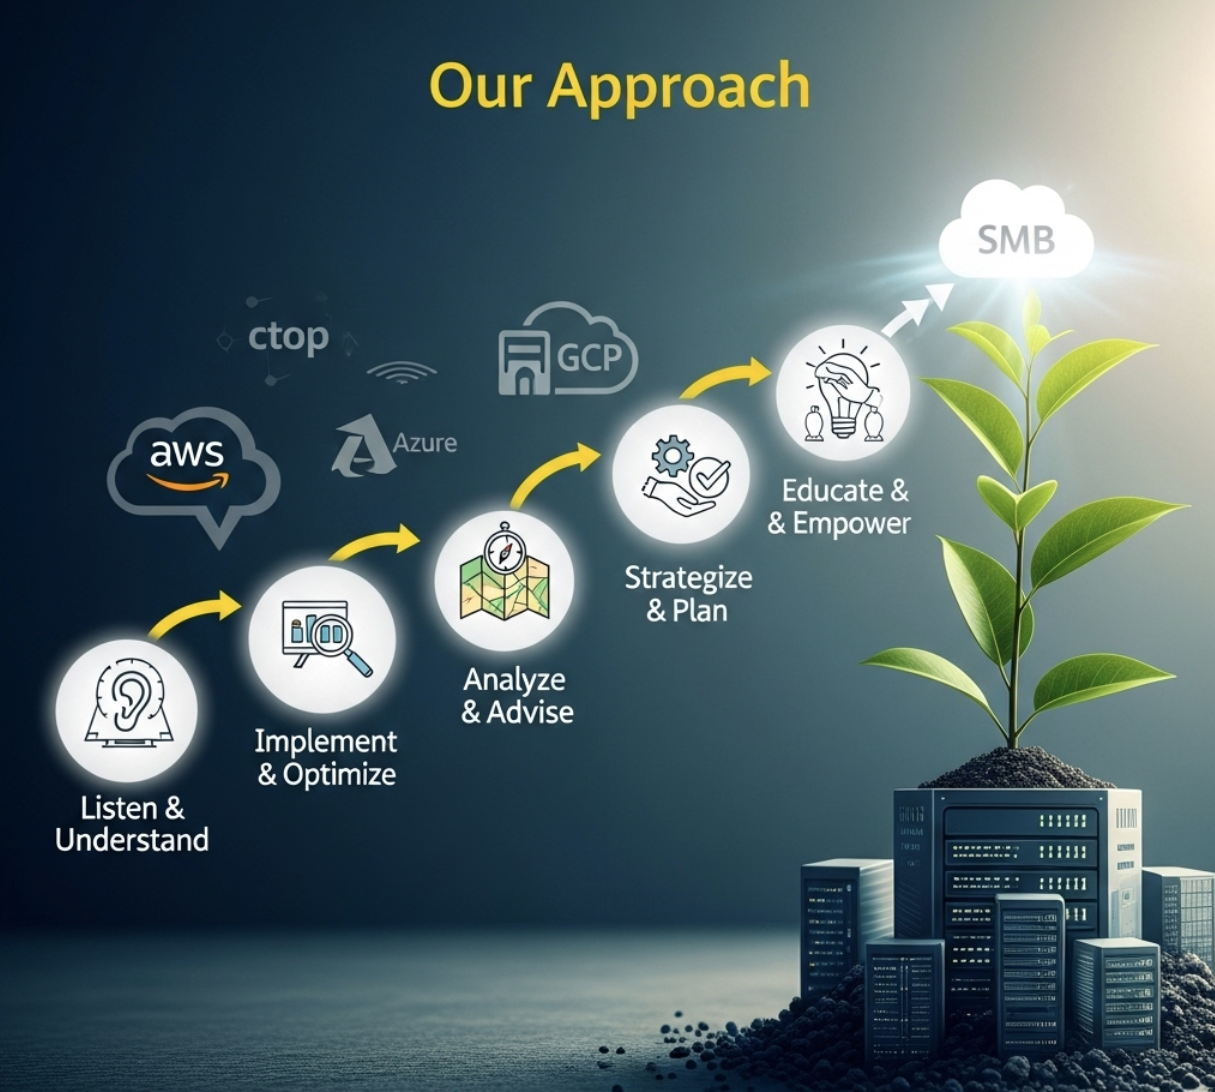 Our Approach
SMB
ctop
GCP
aws
Azure
Educate &
& Empower
Strategize
& Plan
Analyze
& Advise
Implement
& Optimize
Listen &
Understand